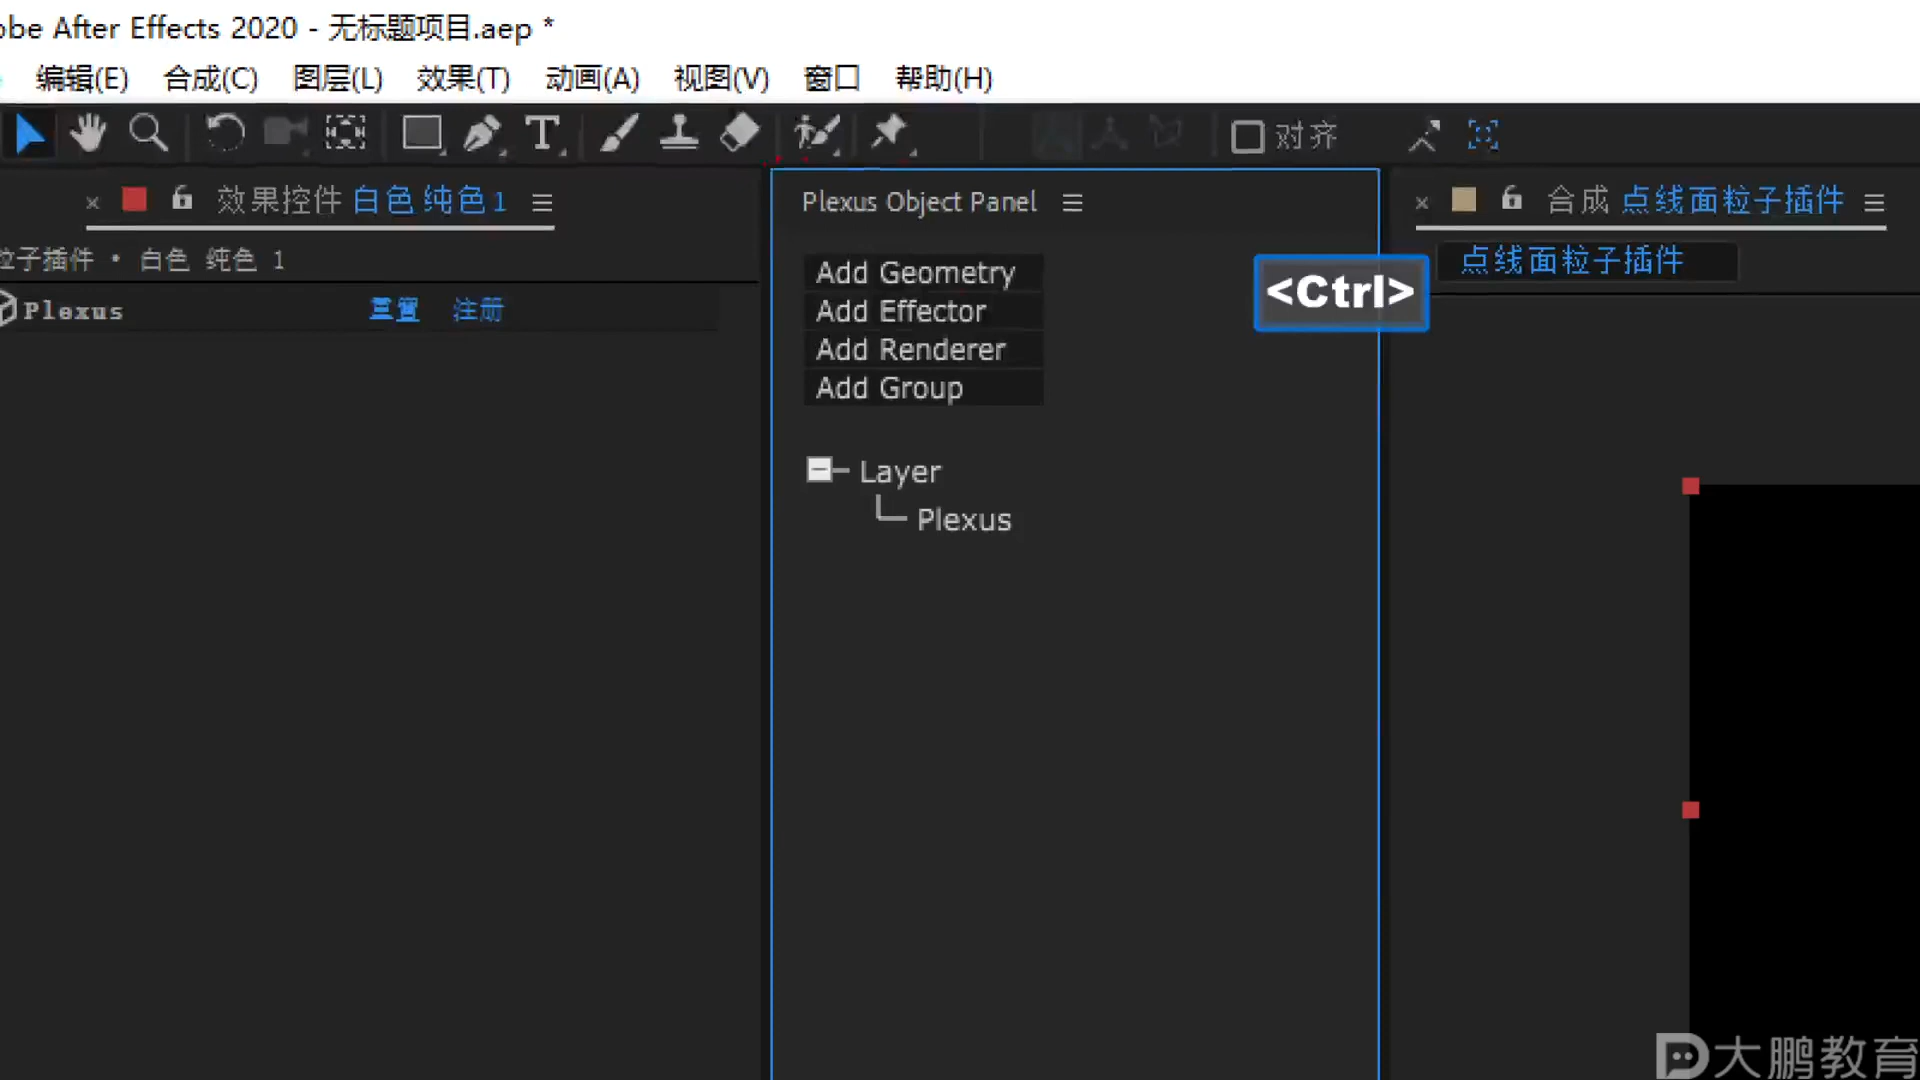 obe After Effects 2020 - 无标题项目.aep *
编辑(E) 合成(C) 图层(L) 效果(T) 动画(A) 视图(V) 窗口 帮助(H)
T 对齐
× 效果控件 白色 纯色 1 ≡ Plexus Object Panel ≡ × 合成 点线面粒子插件 ≡
粒子插件 • 白色 纯色 1
点线面粒子插件
Plexus 重置 注册
Add Geometry
Add Effector
Add Renderer
Add Group
<Ctrl>
Layer
Plexus
大鹏教育